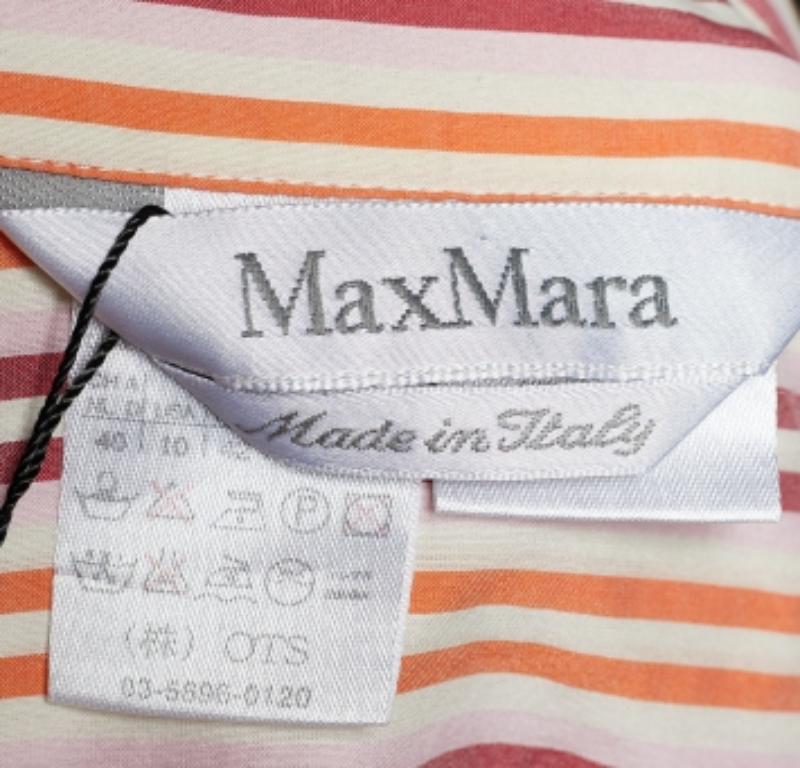 MaxMara
Made in Italy
40 10
P
(株) OTS
03-5696-0120